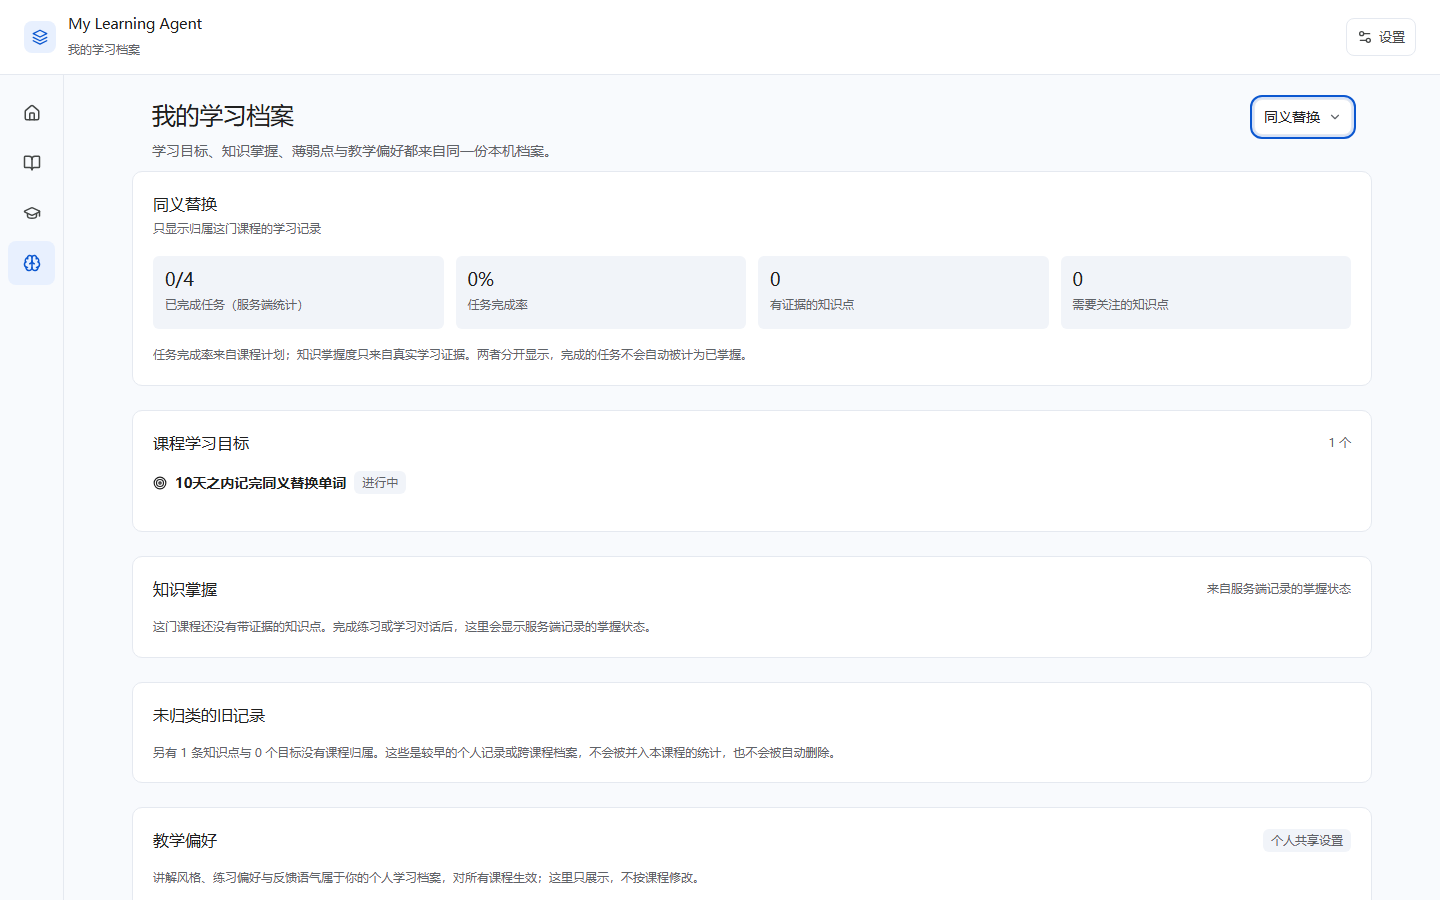 My Learning Agent
我的学习档案
设置
我的学习档案
同义替换
学习目标、知识掌握、薄弱点与教学偏好都来自同一份本机档案。
同义替换
只显示归属这门课程的学习记录
0/4
已完成任务（服务端统计）
0%
任务完成率
0
有证据的知识点
0
需要关注的知识点
任务完成率来自课程计划；知识掌握度只来自真实学习证据。两者分开显示，完成的任务不会自动被计为已掌握。
课程学习目标
1 个
10天之内记完同义替换单词
进行中
知识掌握
来自服务端记录的掌握状态
这门课程还没有带证据的知识点。完成练习或学习对话后，这里会显示服务端记录的掌握状态。
未归类的旧记录
另有 1 条知识点与 0 个目标没有课程归属。这些是较早的个人记录或跨课程档案，不会被并入本课程的统计，也不会被自动删除。
教学偏好
个人共享设置
讲解风格、练习偏好与反馈语气属于你的个人学习档案，对所有课程生效；这里只展示，不按课程修改。